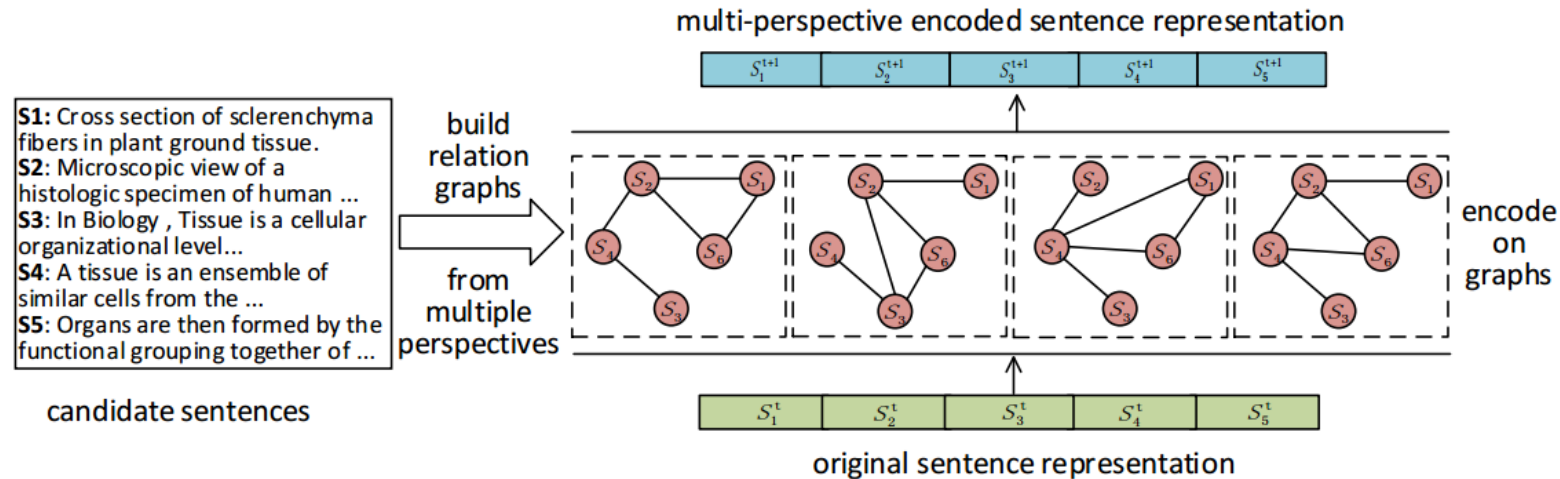 multi-perspective encoded sentence representation
S₁ᵗ⁺¹ S₂ᵗ⁺¹ S₃ᵗ⁺¹ S₄ᵗ⁺¹ S₅ᵗ⁺¹
S1: Cross section of sclerenchyma
fibers in plant ground tissue.
S2: Microscopic view of a
histologic specimen of human ...
S3: In Biology , Tissue is a cellular
organizational level...
S4: A tissue is an ensemble of
similar cells from the ...
S5: Organs are then formed by the
functional grouping together of ...
candidate sentences
build
relation
graphs
from
multiple
perspectives
S₂ S₁ S₄ S₆ S₃
S₂ S₁ S₄ S₆ S₃
S₂ S₁ S₄ S₆ S₃
S₂ S₁ S₄ S₆ S₃
encode
on
graphs
S₁ᵗ S₂ᵗ S₃ᵗ S₄ᵗ S₅ᵗ
original sentence representation